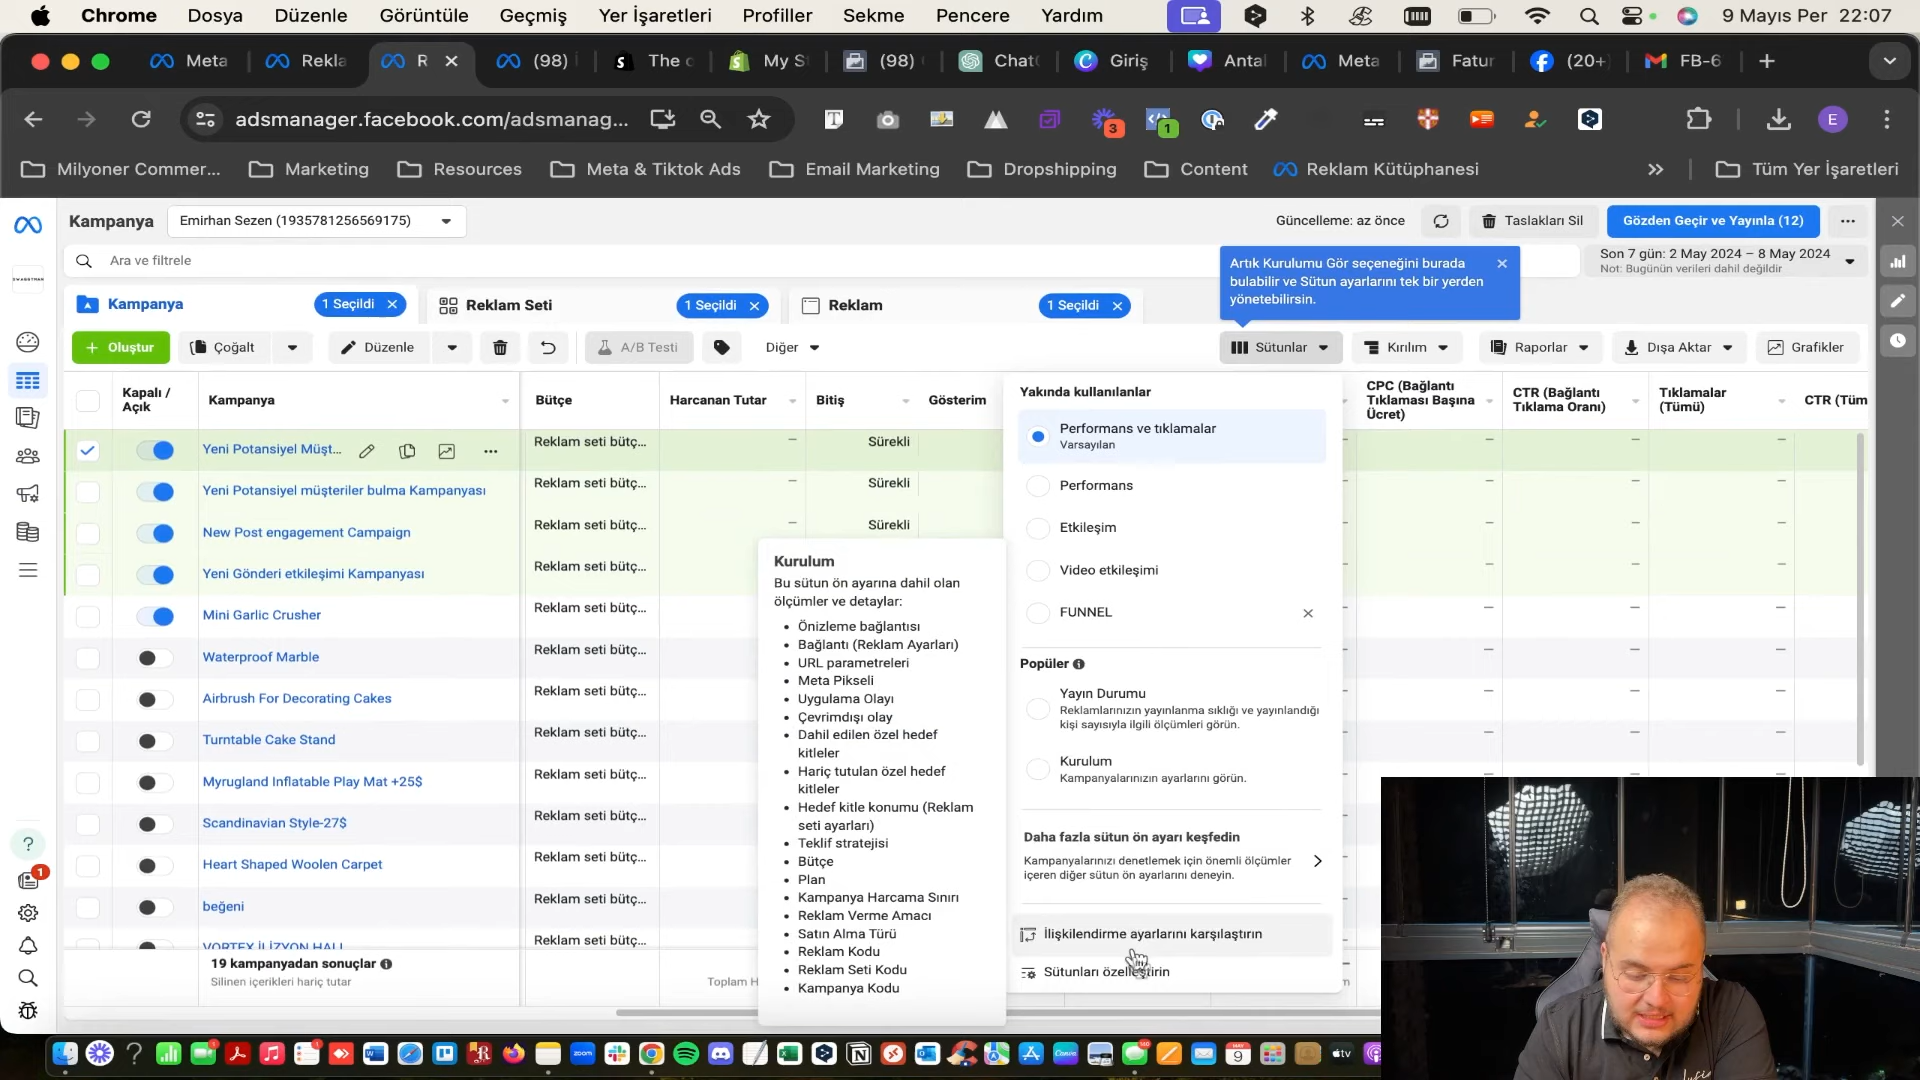 Chrome Dosya Düzenle Görüntüle Geçmiş Yer İşaretleri Profiller Sekme Pencere Yardım 9 Mayıs Per 22:07
Meta Rekla R (98) The c My S (98) Chat Giriş Anta Meta Fatur (20+ FB-6
adsmanager.facebook.com/adsmanag... 3 1 E
Milyoner Commer... Marketing Resources Meta & Tiktok Ads Email Marketing Dropshipping Content Reklam Kütüphanesi Tüm Yer İşaretleri
Kampanya Emirhan Sezen (1935781256569175) Güncelleme: az önce Taslakları Sil Gözden Geçir ve Yayınla (12)
Ara ve filtrele
Son 7 gün: 2 May 2024 – 8 May 2024
Not: Bugünün verileri dahil değildir
Artık Kurulumu Gör seçeneğini burada
bulabilir ve Sütun ayarlarını tek bir yerden
yönetebilirsin.
Kampanya 1 Seçildi Reklam Seti 1 Seçildi Reklam 1 Seçildi
+ Oluştur Çoğalt Düzenle A/B Testi Diğer Sütunlar Kırılım Raporlar Dışa Aktar Grafikler
Kapalı /
Açık
Kampanya Bütçe Harcanan Tutar Bitiş Gösterim
CPC (Bağlantı
Tıklaması Başına
Ücret)
CTR (Bağlantı
Tıklama Oranı)
Tıklamalar
(Tümü)
CTR (Tüm
Yeni Potansiyel Müşt... Reklam seti bütç... — Sürekli
Yeni Potansiyel müşteriler bulma Kampanyası Reklam seti bütç... — Sürekli
New Post engagement Campaign Reklam seti bütç... — Sürekli
Yeni Gönderi etkileşimi Kampanyası Reklam seti bütç...
Mini Garlic Crusher Reklam seti bütç...
Waterproof Marble Reklam seti bütç...
Airbrush For Decorating Cakes Reklam seti bütç...
Turntable Cake Stand Reklam seti bütç...
Myrugland Inflatable Play Mat +25$ Reklam seti bütç...
Scandinavian Style-27$ Reklam seti bütç...
Heart Shaped Woolen Carpet Reklam seti bütç...
beğeni Reklam seti bütç...
VORTEX İLİZYON HALI Reklam seti bütç...
19 kampanyadan sonuçlar
Silinen içerikleri hariç tutar
Toplam H
Kurulum
Bu sütun ön ayarına dahil olan
ölçümler ve detaylar:
• Önizleme bağlantısı
• Bağlantı (Reklam Ayarları)
• URL parametreleri
• Meta Pikseli
• Uygulama Olayı
• Çevrimdışı olay
• Dahil edilen özel hedef
kitleler
• Hariç tutulan özel hedef
kitleler
• Hedef kitle konumu (Reklam
seti ayarları)
• Teklif stratejisi
• Bütçe
• Plan
• Kampanya Harcama Sınırı
• Reklam Verme Amacı
• Satın Alma Türü
• Reklam Kodu
• Reklam Seti Kodu
• Kampanya Kodu
Yakında kullanılanlar
Performans ve tıklamalar
Varsayılan
Performans
Etkileşim
Video etkileşimi
FUNNEL
Popüler
Yayın Durumu
Reklamlarınızın yayınlanma sıklığı ve yayınlandığı
kişi sayısıyla ilgili ölçümleri görün.
Kurulum
Kampanyalarınızın ayarlarını görün.
Daha fazla sütun ön ayarı keşfedin
Kampanyalarınızı denetlemek için önemli ölçümler
içeren diğer sütun ön ayarlarını deneyin.
İlişkilendirme ayarlarını karşılaştırın
Sütunları özelleştirin
1